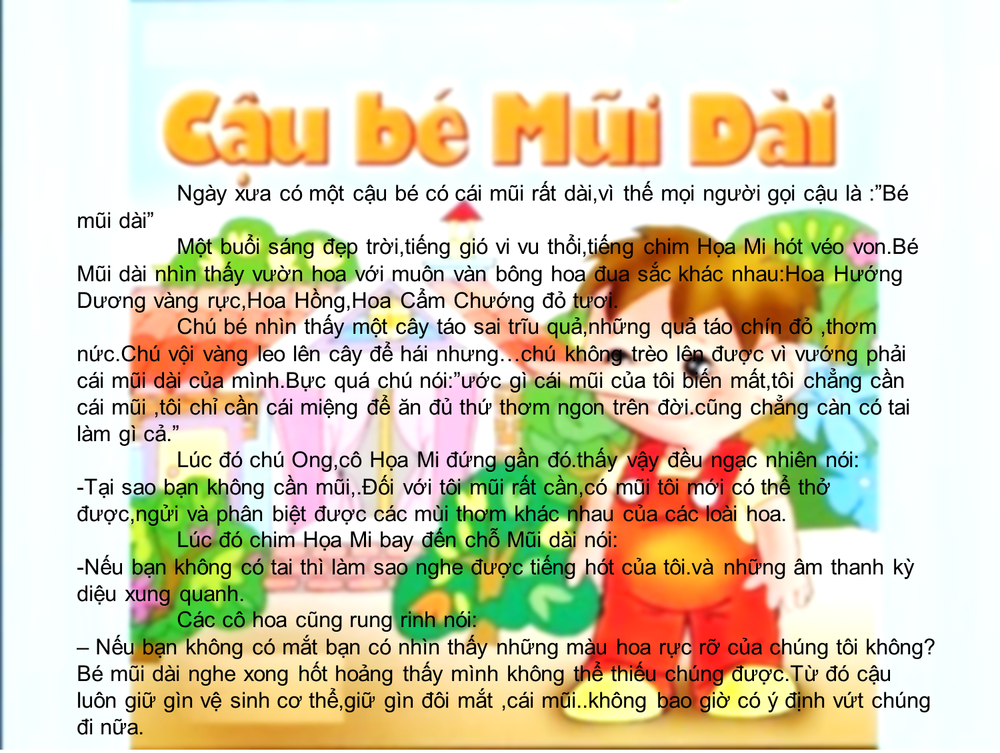 Cậu bé Mũi Dài
Ngày xưa có một cậu bé có cái mũi rất dài,vì thế mọi người gọi cậu là :”Bé
mũi dài”
Một buổi sáng đẹp trời,tiếng gió vi vu thổi,tiếng chim Họa Mi hót véo von.Bé
Mũi dài nhìn thấy vườn hoa với muôn vàn bông hoa đua sắc khác nhau:Hoa Hướng
Dương vàng rực,Hoa Hồng,Hoa Cẩm Chướng đỏ tươi.
Chú bé nhìn thấy một cây táo sai trĩu quả,những quả táo chín đỏ ,thơm
nức.Chú vội vàng leo lên cây để hái nhưng…chú không trèo lên được vì vướng phải
cái mũi dài của mình.Bực quá chú nói:”ước gì cái mũi của tôi biến mất,tôi chẳng cần
cái mũi ,tôi chỉ cần cái miệng để ăn đủ thứ thơm ngon trên đời.cũng chẳng càn có tai
làm gì cả.”
Lúc đó chú Ong,cô Họa Mi đứng gần đó.thấy vậy đều ngạc nhiên nói:
-Tại sao bạn không cần mũi,.Đối với tôi mũi rất cần,có mũi tôi mới có thể thở
được,ngửi và phân biệt được các mùi thơm khác nhau của các loài hoa.
Lúc đó chim Họa Mi bay đến chỗ Mũi dài nói:
-Nếu bạn không có tai thì làm sao nghe được tiếng hót của tôi.và những âm thanh kỳ
diệu xung quanh.
Các cô hoa cũng rung rinh nói:
– Nếu bạn không có mắt bạn có nhìn thấy những màu hoa rực rỡ của chúng tôi không?
Bé mũi dài nghe xong hốt hoảng thấy mình không thể thiếu chúng được.Từ đó cậu
luôn giữ gìn vệ sinh cơ thể,giữ gìn đôi mắt ,cái mũi..không bao giờ có ý định vứt chúng
đi nữa.